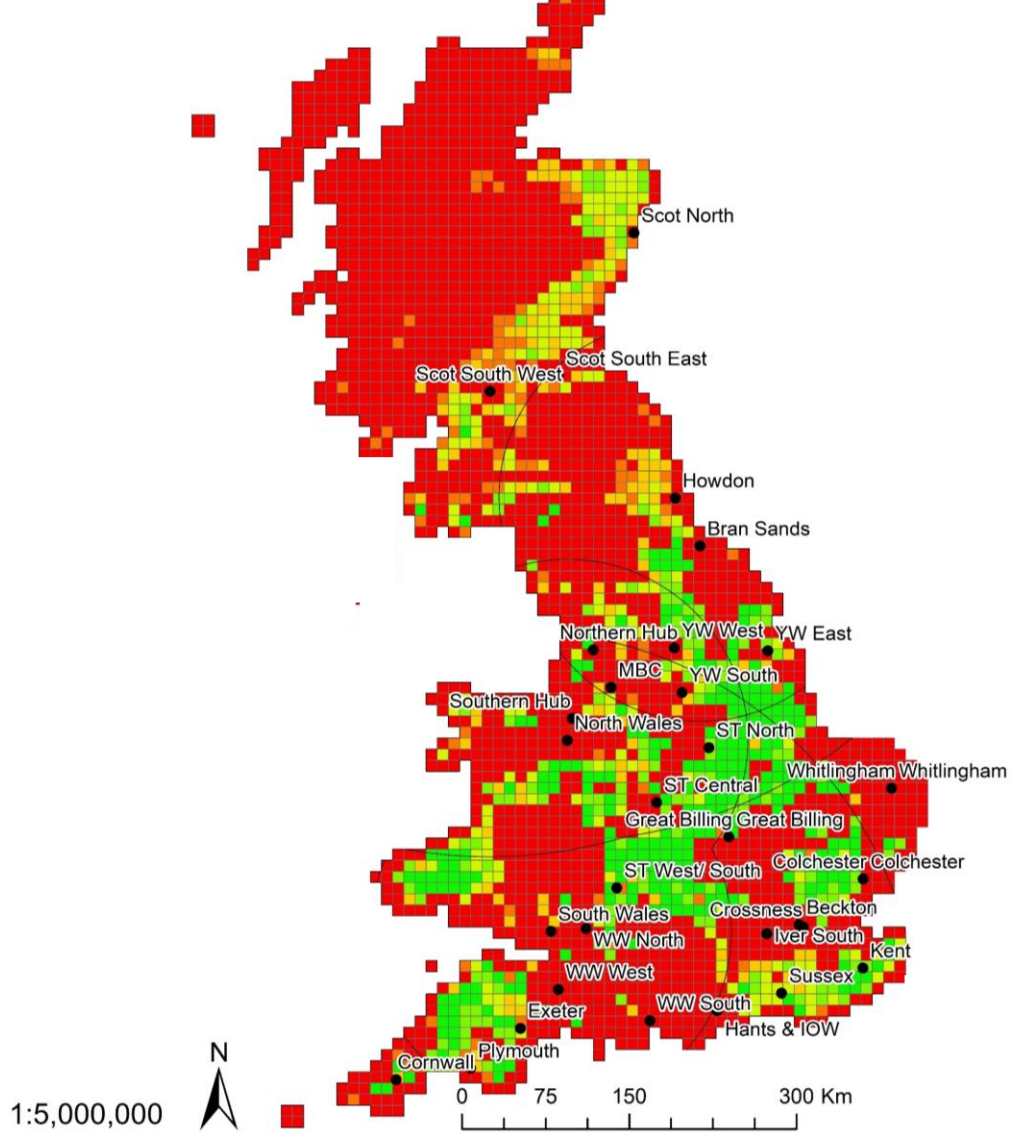 Scot North
Scot South East
Scot South West
Howdon
Bran Sands
Northern Hub
YW West
YW East
MBC
YW South
Southern Hub
North Wales
ST North
Whitlingham Whitlingham
ST Central
Great Billing Great Billing
Colchester Colchester
ST West/ South
Crossness
Beckton
South Wales
WW North
Iver South
Kent
WW West
Sussex
Exeter
WW South
Hants & IOW
Plymouth
Cornwall
N
0 75 150 300 Km
1:5,000,000